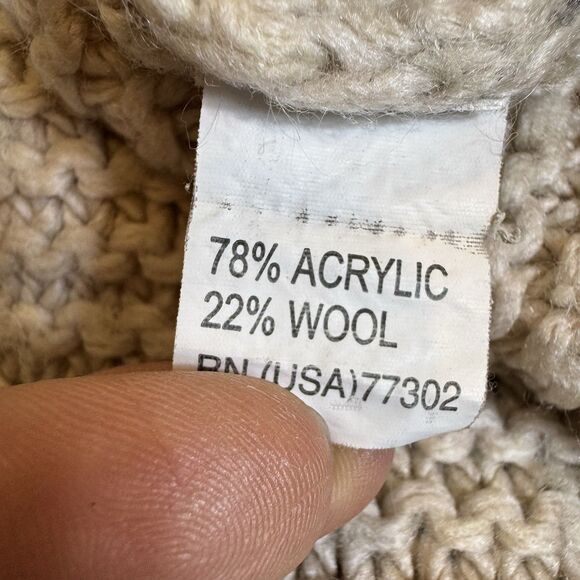 78% ACRYLIC
22% WOOL
RN (USA)77302